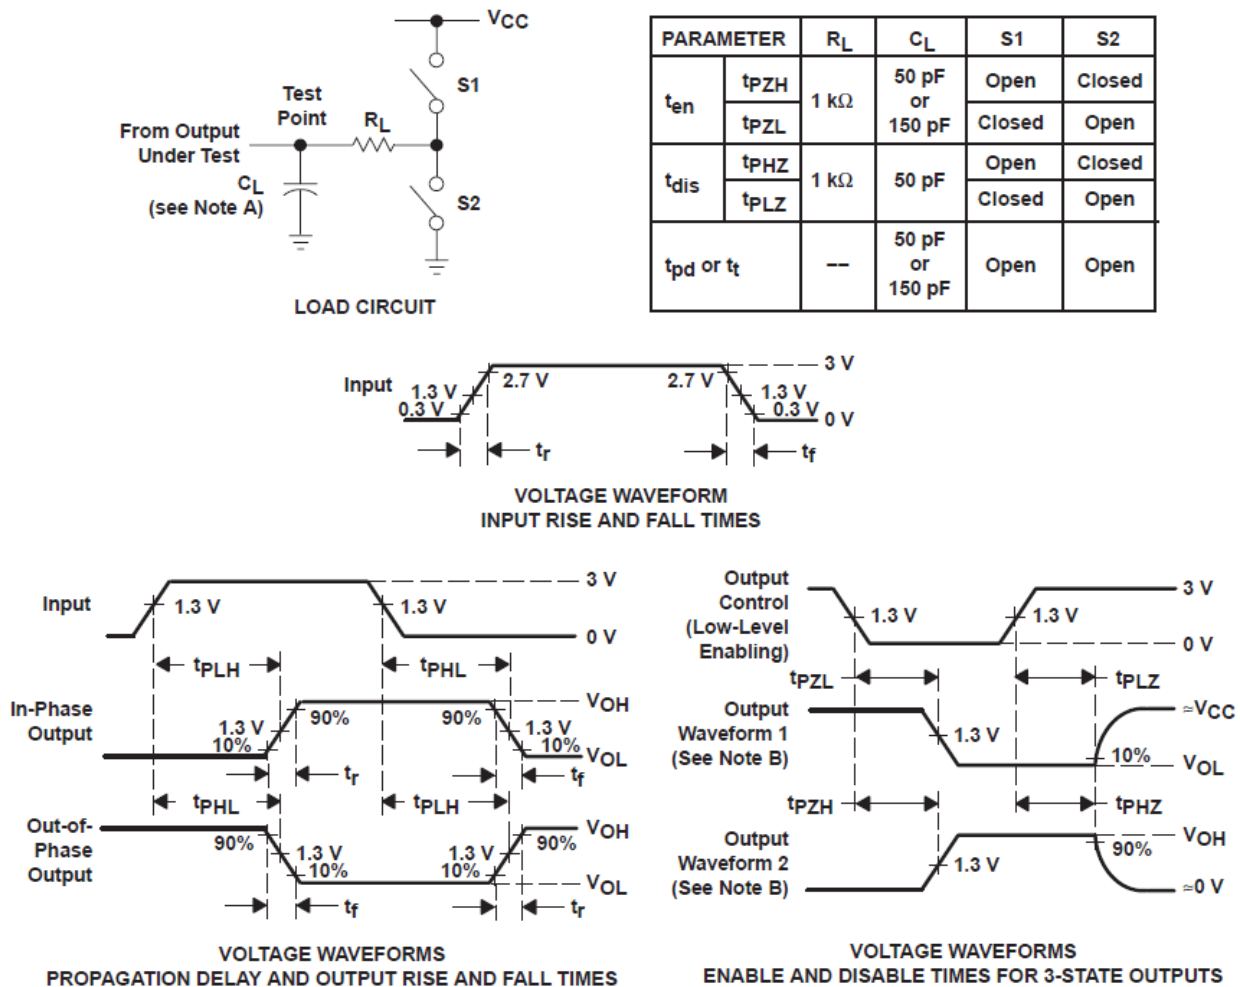 VCC
S1
Test
Point
RL
From Output
Under Test
CL
(see Note A)
S2
LOAD CIRCUIT
PARAMETER RL CL S1 S2
ten tPZH 1 kΩ 50 pF or 150 pF Open Closed
tPZL Closed Open
tdis tPHZ 1 kΩ 50 pF Open Closed
tPLZ Closed Open
tpd or tt –– 50 pF or 150 pF Open Open
Input
1.3 V
0.3 V
2.7 V
2.7 V
3 V
1.3 V
0.3 V
0 V
tr
tf
VOLTAGE WAVEFORM
INPUT RISE AND FALL TIMES
Input
1.3 V
1.3 V
3 V
0 V
tPLH
tPHL
In-Phase
Output
1.3 V
10%
90%
90%
1.3 V
10%
VOH
VOL
tr
tf
tPHL
tPLH
Out-of-
Phase
Output
90%
1.3 V
10%
1.3 V
10%
90%
VOH
VOL
tf
tr
VOLTAGE WAVEFORMS
PROPAGATION DELAY AND OUTPUT RISE AND FALL TIMES
Output
Control
(Low-Level
Enabling)
1.3 V
1.3 V
3 V
0 V
tPZL
tPLZ
Output
Waveform 1
(See Note B)
1.3 V
≈VCC
10%
VOL
tPZH
tPHZ
Output
Waveform 2
(See Note B)
1.3 V
VOH
90%
≈0 V
VOLTAGE WAVEFORMS
ENABLE AND DISABLE TIMES FOR 3-STATE OUTPUTS